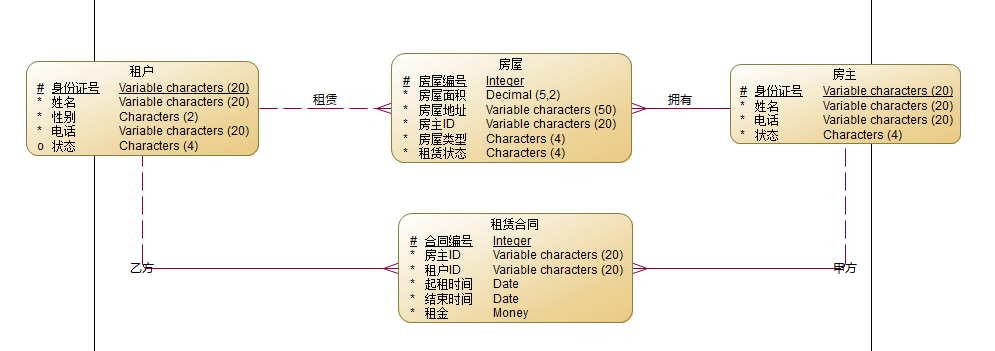 租户
# 身份证号 Variable characters (20)
* 姓名 Variable characters (20)
* 性别 Characters (2)
* 电话 Variable characters (20)
o 状态 Characters (4)
租赁
房屋
# 房屋编号 Integer
* 房屋面积 Decimal (5,2)
* 房屋地址 Variable characters (50)
* 房主ID Variable characters (20)
* 房屋类型 Characters (4)
* 租赁状态 Characters (4)
拥有
房主
# 身份证号 Variable characters (20)
* 姓名 Variable characters (20)
* 电话 Variable characters (20)
* 状态 Characters (4)
租赁合同
# 合同编号 Integer
* 房主ID Variable characters (20)
* 租户ID Variable characters (20)
* 起租时间 Date
* 结束时间 Date
* 租金 Money
乙方
甲方